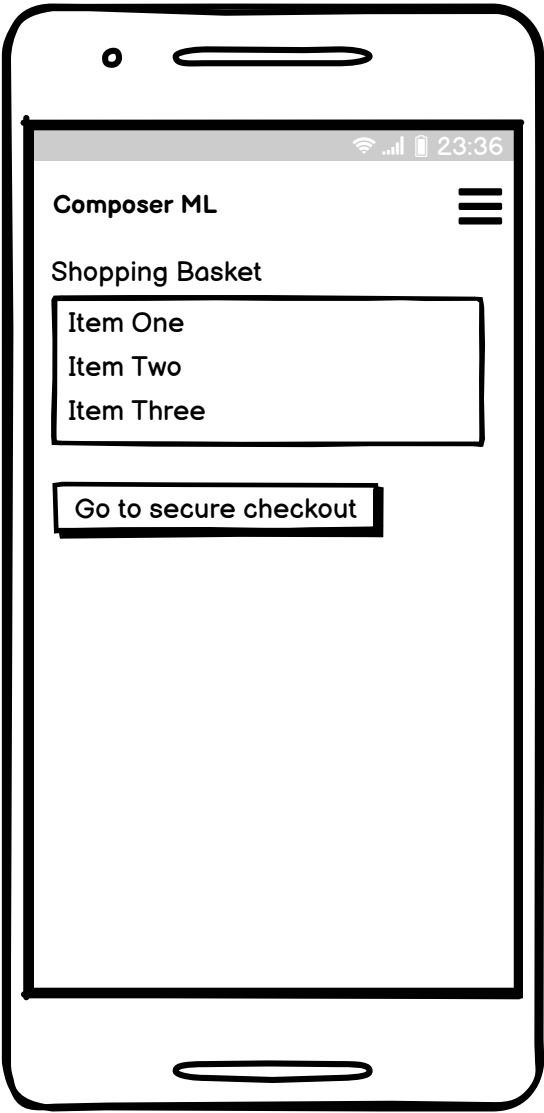 23:36
Composer ML
Shopping Basket
Item One
Item Two
Item Three
Go to secure checkout